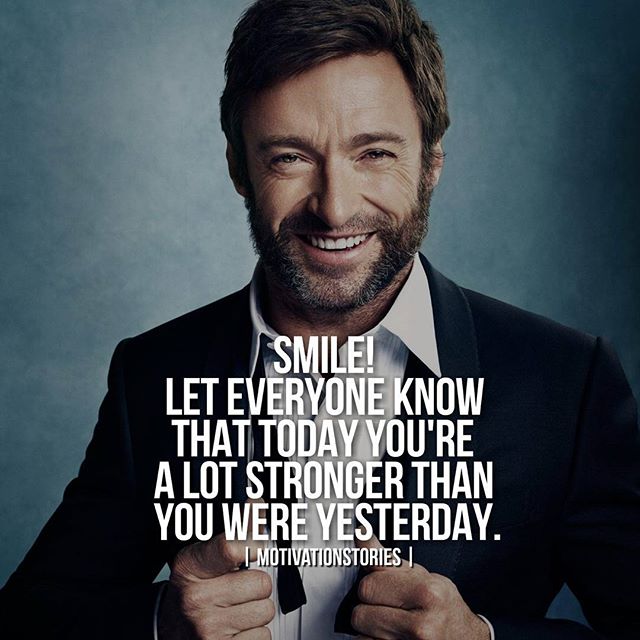 SMILE!
LET EVERYONE KNOW
THAT TODAY YOU'RE
A LOT STRONGER THAN
YOU WERE YESTERDAY.
| MOTIVATIONSTORIES |